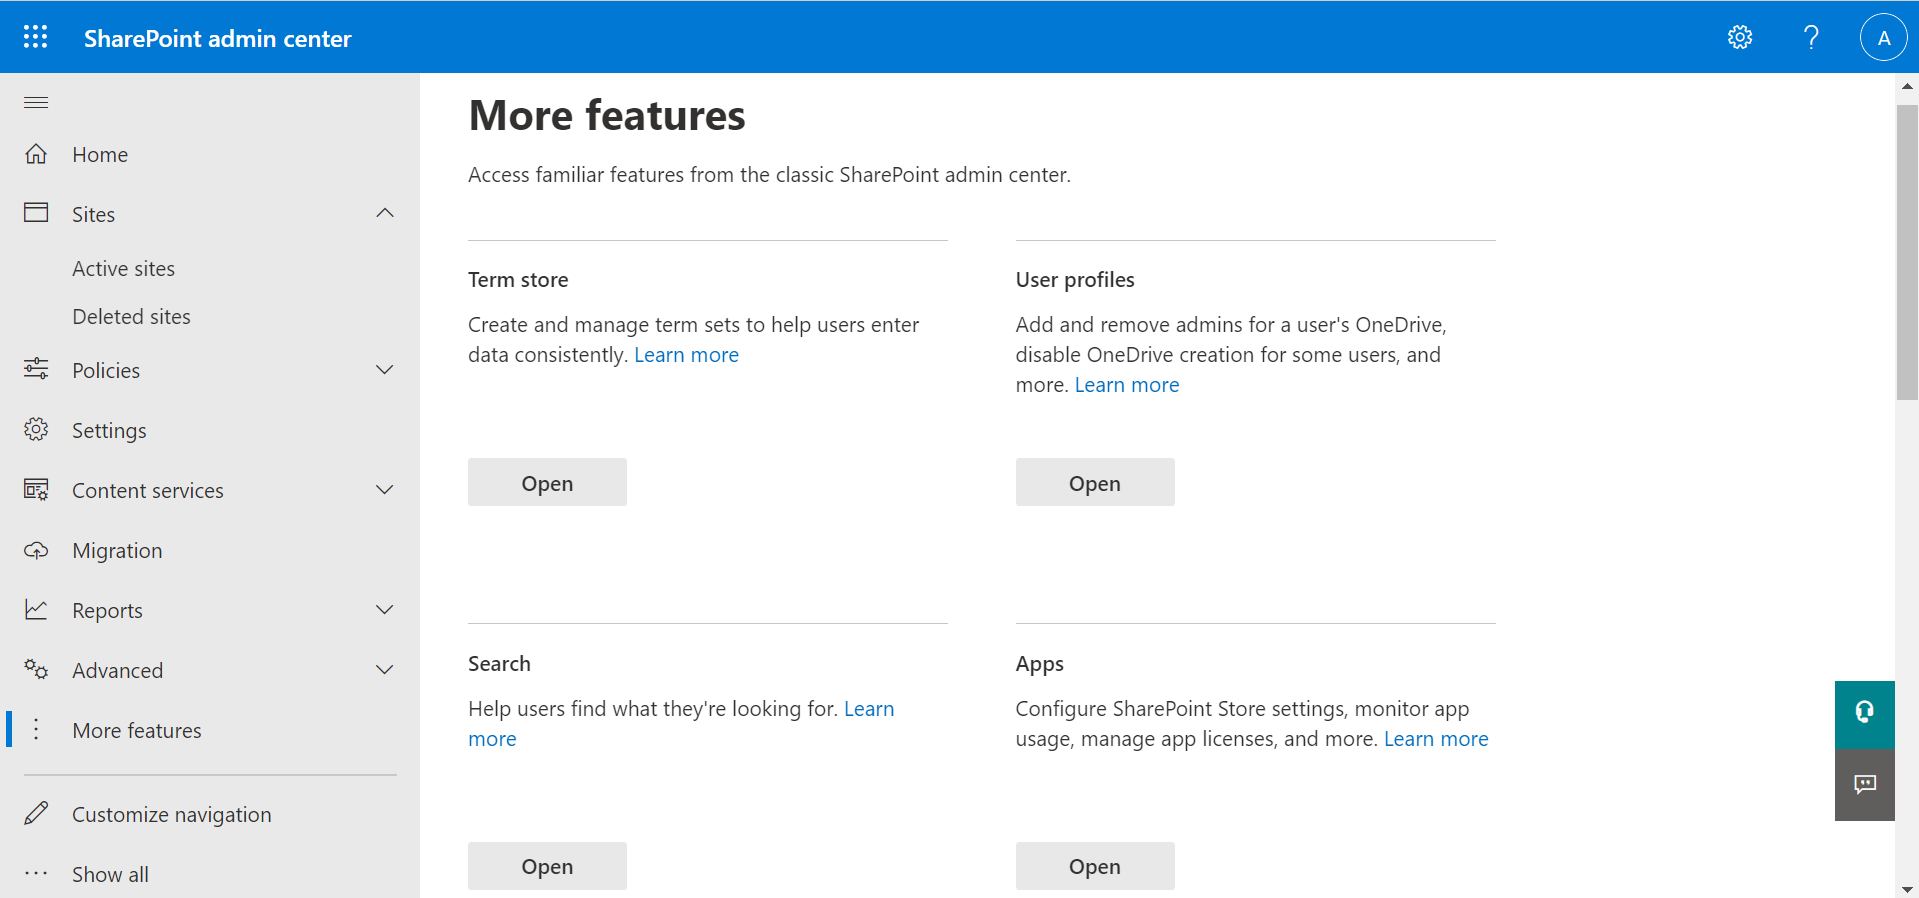 SharePoint admin center
A
Home
Sites
Active sites
Deleted sites
Policies
Settings
Content services
Migration
Reports
Advanced
More features
Customize navigation
Show all
More features
Access familiar features from the classic SharePoint admin center.
Term store
Create and manage term sets to help users enter
data consistently. Learn more
Open
User profiles
Add and remove admins for a user's OneDrive,
disable OneDrive creation for some users, and
more. Learn more
Open
Search
Help users find what they're looking for. Learn
more
Open
Apps
Configure SharePoint Store settings, monitor app
usage, manage app licenses, and more. Learn more
Open